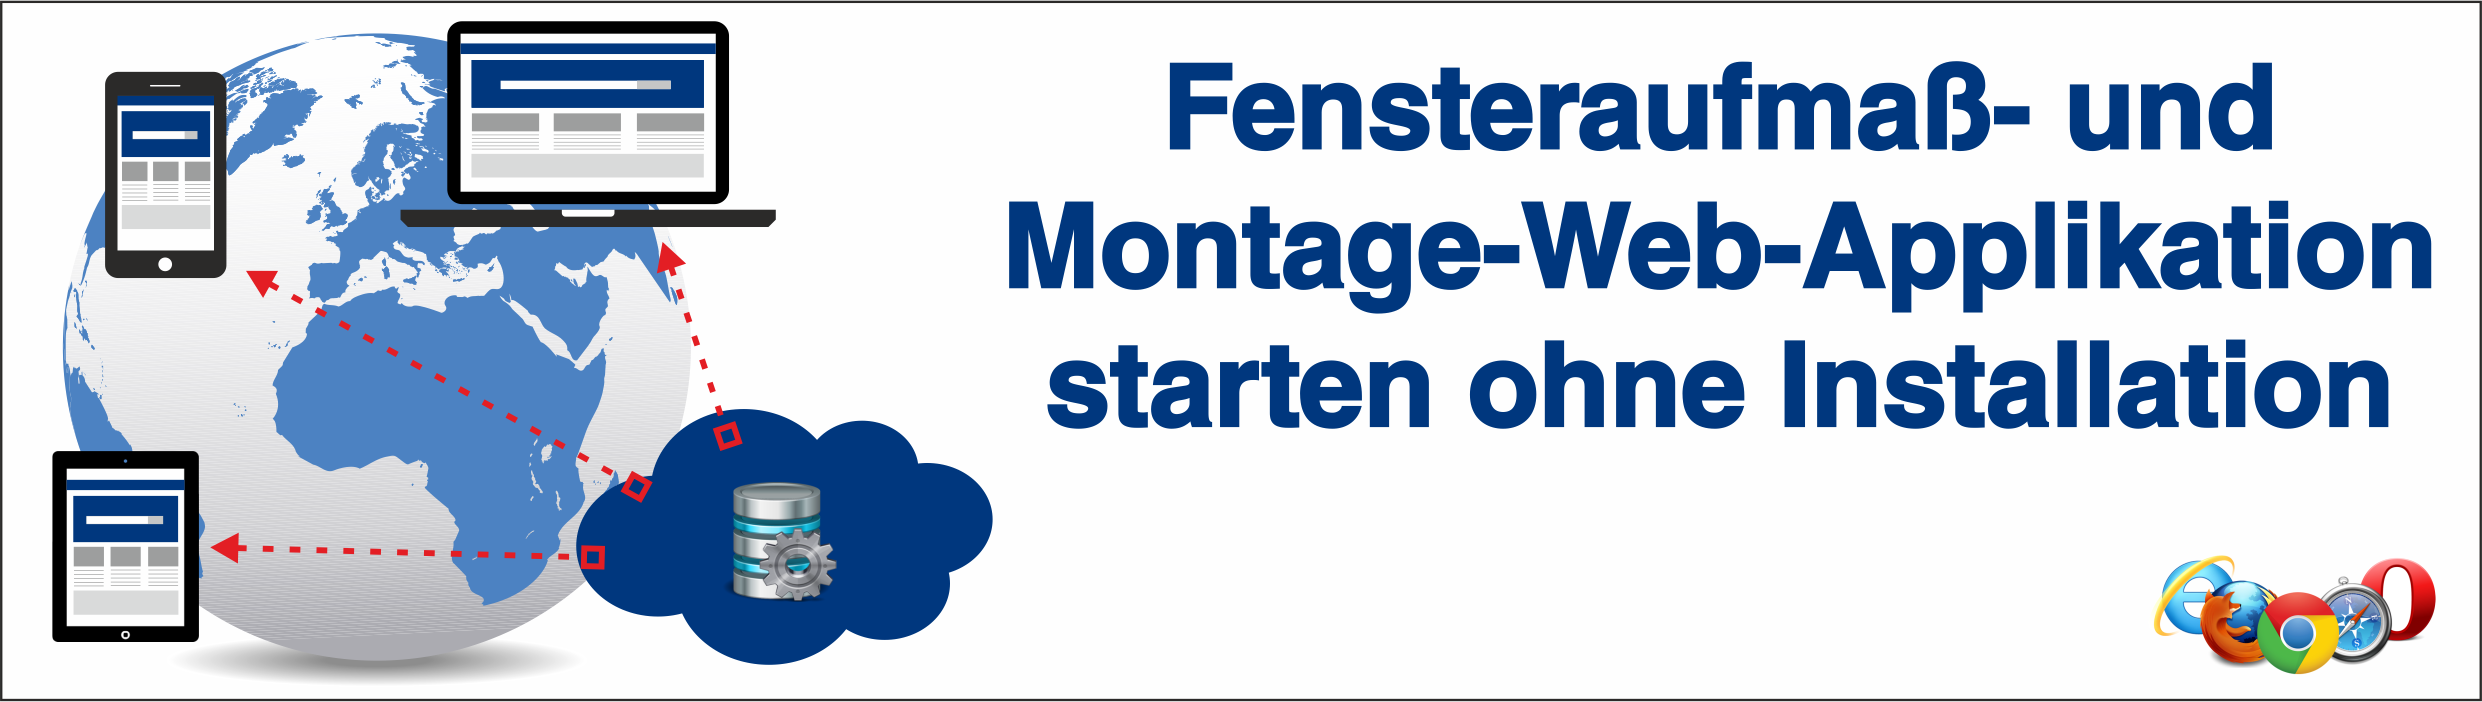 Fensteraufmaß- und
Montage-Web-Applikation
starten ohne Installation